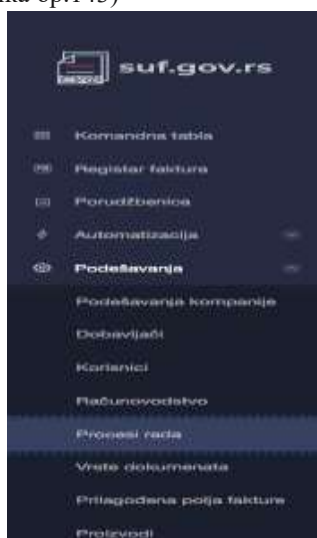 suf.gov.rs
Komandna tabla
Registar faktura
Porudžbenica
Automatizacija
Podešavanja
Podešavanja kompanije
Dobavljači
Korisnici
Računovodstvo
Procesi rada
Vrste dokumenata
Prilagođena polja fakture
Proizvodi